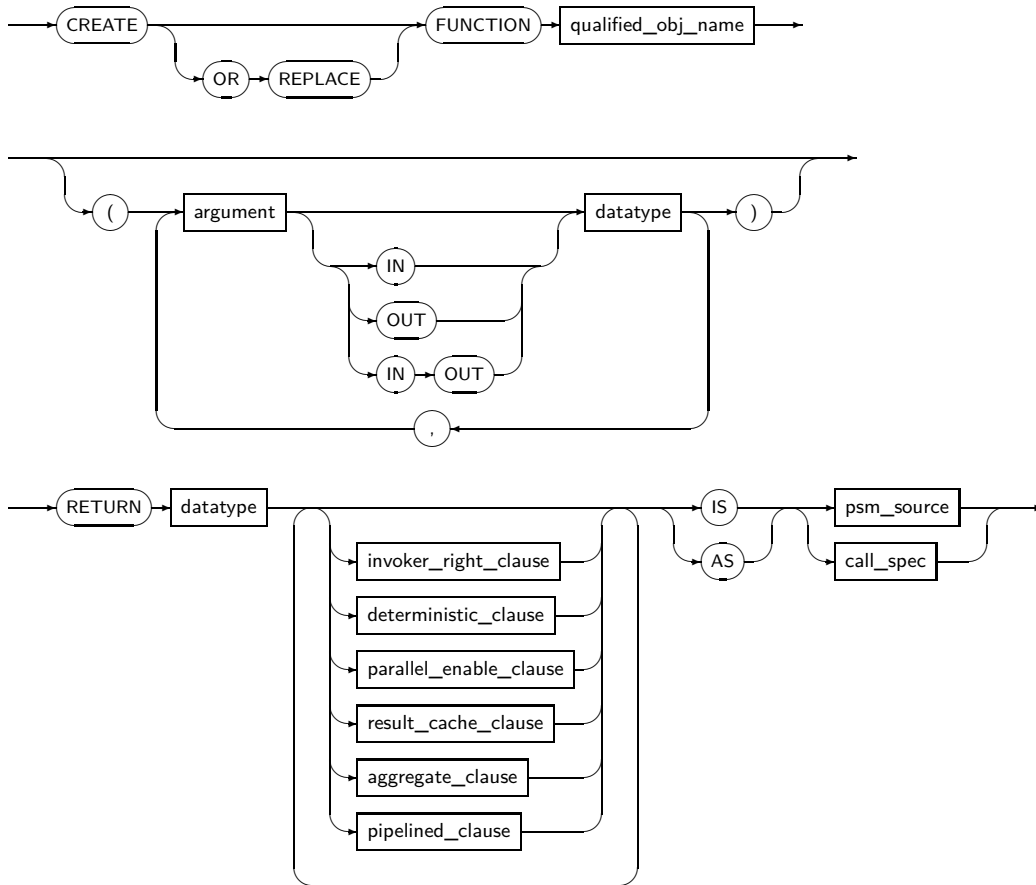 CREATE FUNCTION qualified_obj_name
OR REPLACE
( argument datatype )
IN
OUT
IN OUT
,
RETURN datatype IS psm_source
AS call_spec
invoker_right_clause
deterministic_clause
parallel_enable_clause
result_cache_clause
aggregate_clause
pipelined_clause